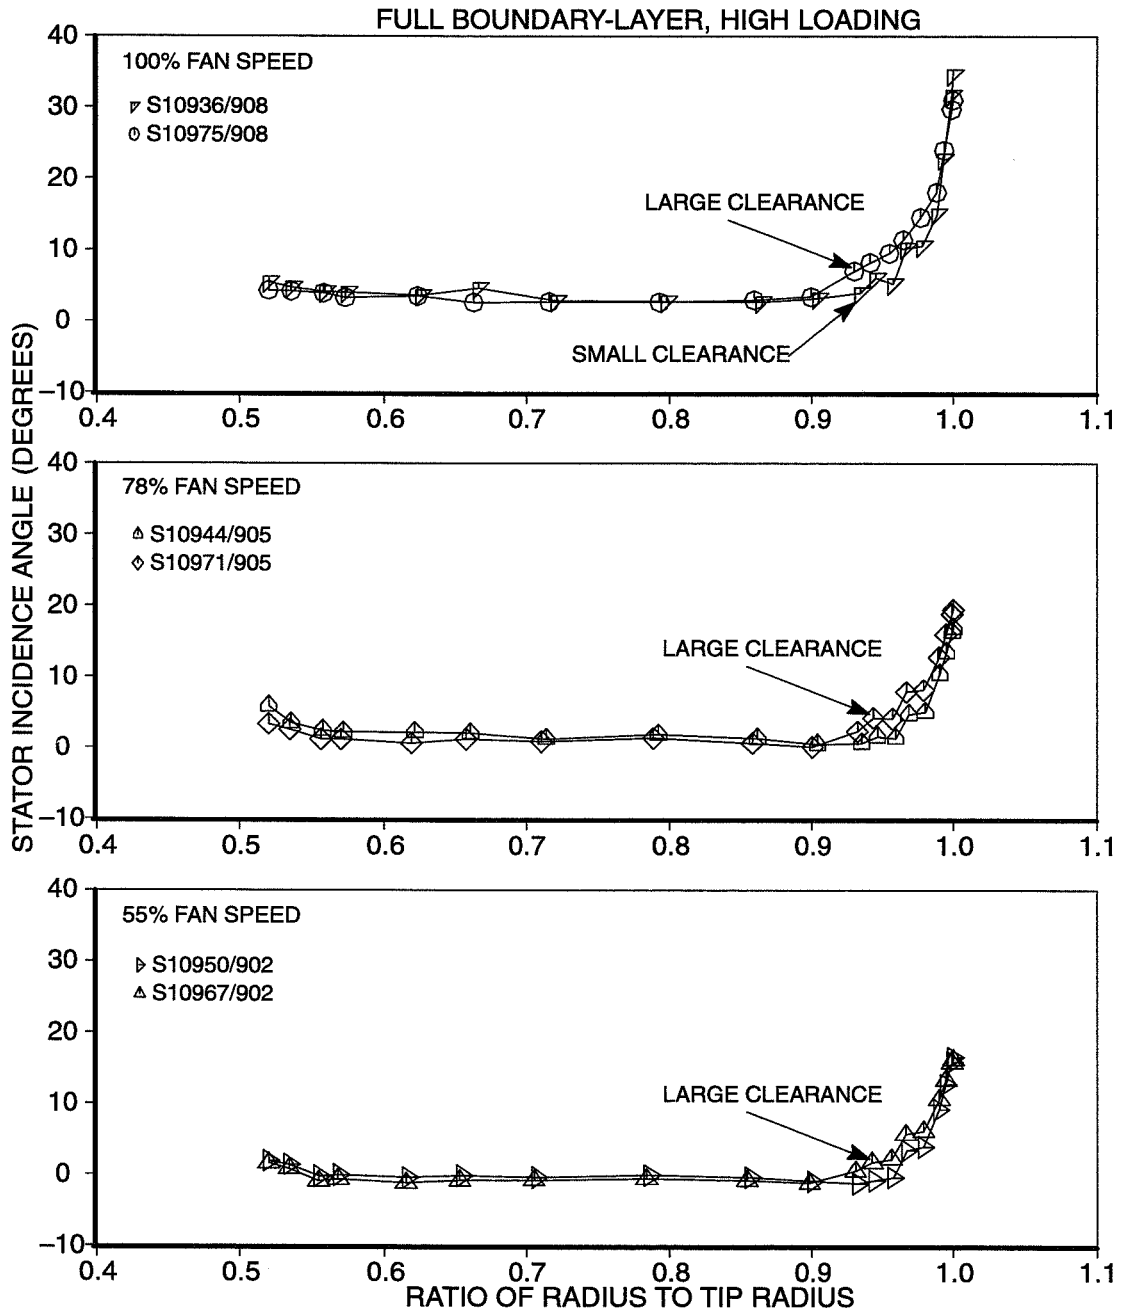 FULL BOUNDARY-LAYER, HIGH LOADING
STATOR INCIDENCE ANGLE (DEGREES)
40
30
20
10
0
−10
100% FAN SPEED
S10936/908
S10975/908
LARGE CLEARANCE
SMALL CLEARANCE
0.4 0.5 0.6 0.7 0.8 0.9 1.0 1.1
40
30
20
10
0
−10
78% FAN SPEED
S10944/905
S10971/905
LARGE CLEARANCE
0.4 0.5 0.6 0.7 0.8 0.9 1.0 1.1
40
30
20
10
0
−10
55% FAN SPEED
S10950/902
S10967/902
LARGE CLEARANCE
0.4 0.5 0.6 0.7 0.8 0.9 1.0 1.1
RATIO OF RADIUS TO TIP RADIUS